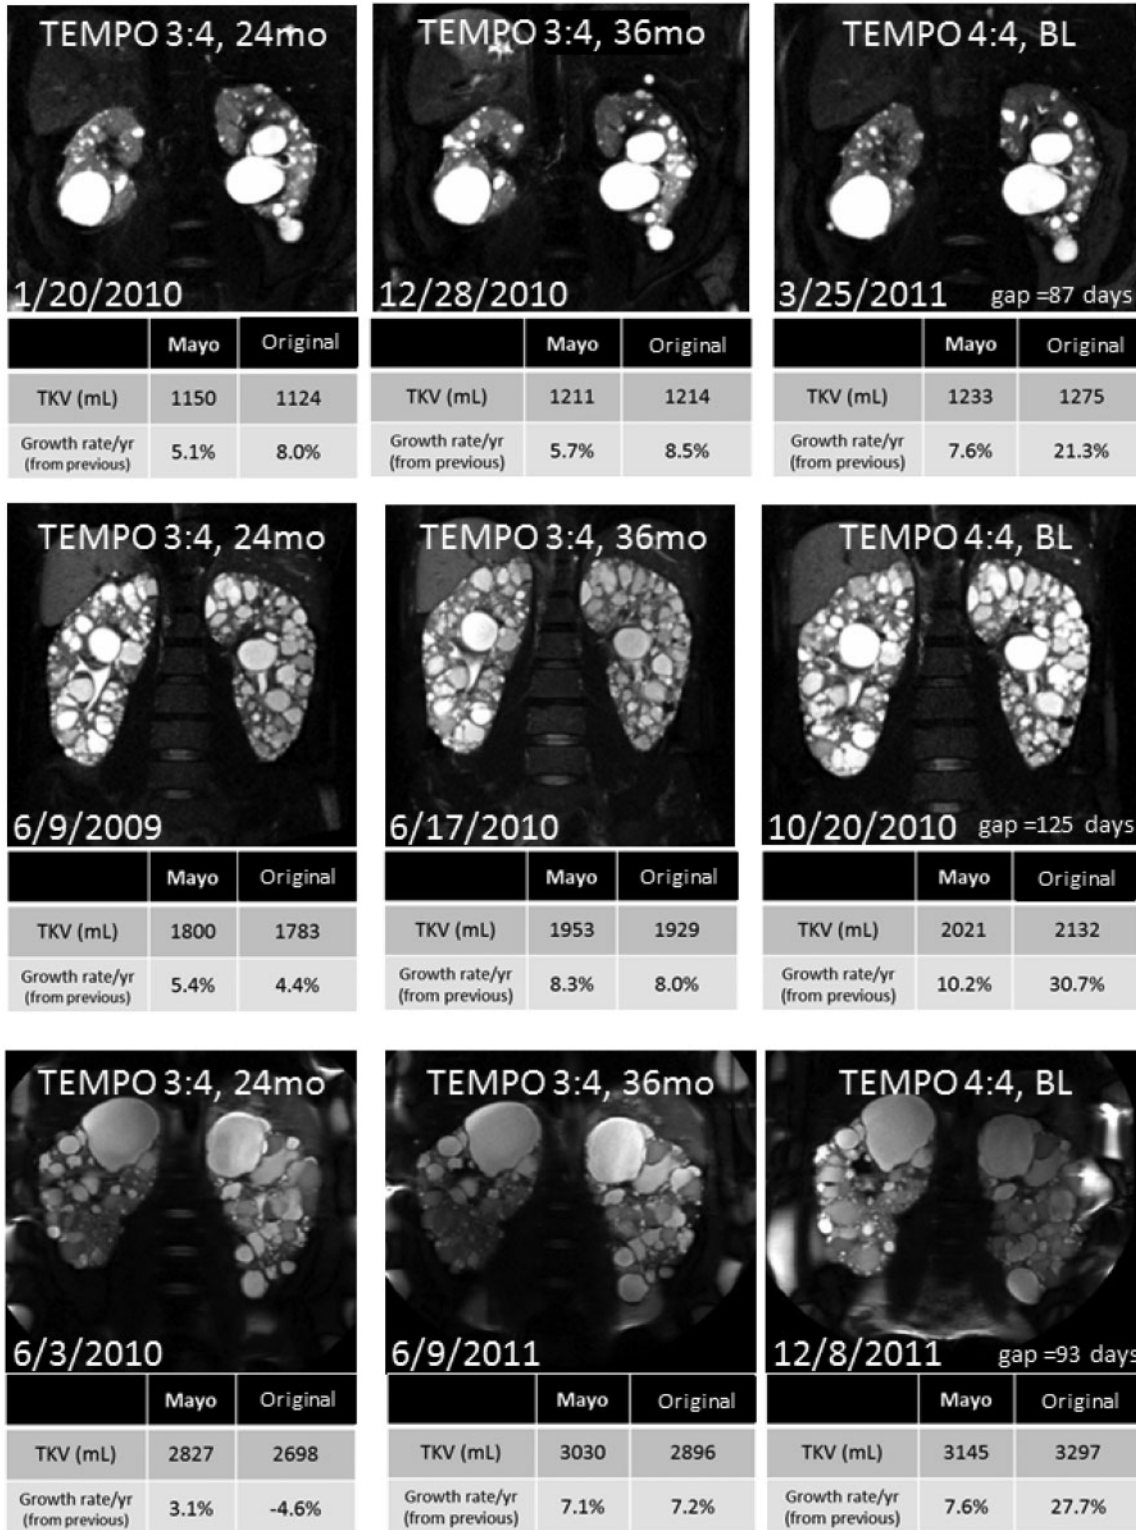 TEMPO 3:4, 24mo
1/20/2010
Mayo Original
TKV (mL) 1150 1124
Growth rate/yr
(from previous) 5.1% 8.0%
TEMPO 3:4, 36mo
12/28/2010
Mayo Original
TKV (mL) 1211 1214
Growth rate/yr
(from previous) 5.7% 8.5%
TEMPO 4:4, BL
3/25/2011 gap =87 days
Mayo Original
TKV (mL) 1233 1275
Growth rate/yr
(from previous) 7.6% 21.3%
TEMPO 3:4, 24mo
6/9/2009
Mayo Original
TKV (mL) 1800 1783
Growth rate/yr
(from previous) 5.4% 4.4%
TEMPO 3:4, 36mo
6/17/2010
Mayo Original
TKV (mL) 1953 1929
Growth rate/yr
(from previous) 8.3% 8.0%
TEMPO 4:4, BL
10/20/2010 gap =125 days
Mayo Original
TKV (mL) 2021 2132
Growth rate/yr
(from previous) 10.2% 30.7%
TEMPO 3:4, 24mo
6/3/2010
Mayo Original
TKV (mL) 2827 2698
Growth rate/yr
(from previous) 3.1% -4.6%
TEMPO 3:4, 36mo
6/9/2011
Mayo Original
TKV (mL) 3030 2896
Growth rate/yr
(from previous) 7.1% 7.2%
TEMPO 4:4, BL
12/8/2011 gap =93 days
Mayo Original
TKV (mL) 3145 3297
Growth rate/yr
(from previous) 7.6% 27.7%